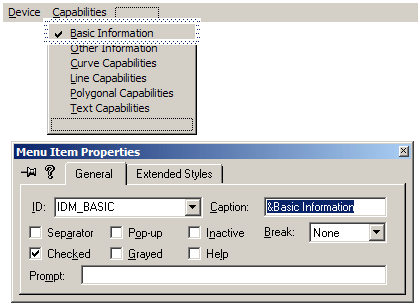 Device Capabilities
Basic Information
Other Information
Curve Capabilities
Line Capabilities
Polygonal Capabilities
Text Capabilities
Menu Item Properties
General Extended Styles
ID: IDM_BASIC Caption: &Basic Information
Separator Pop-up Inactive Break: None
Checked Grayed Help
Prompt: